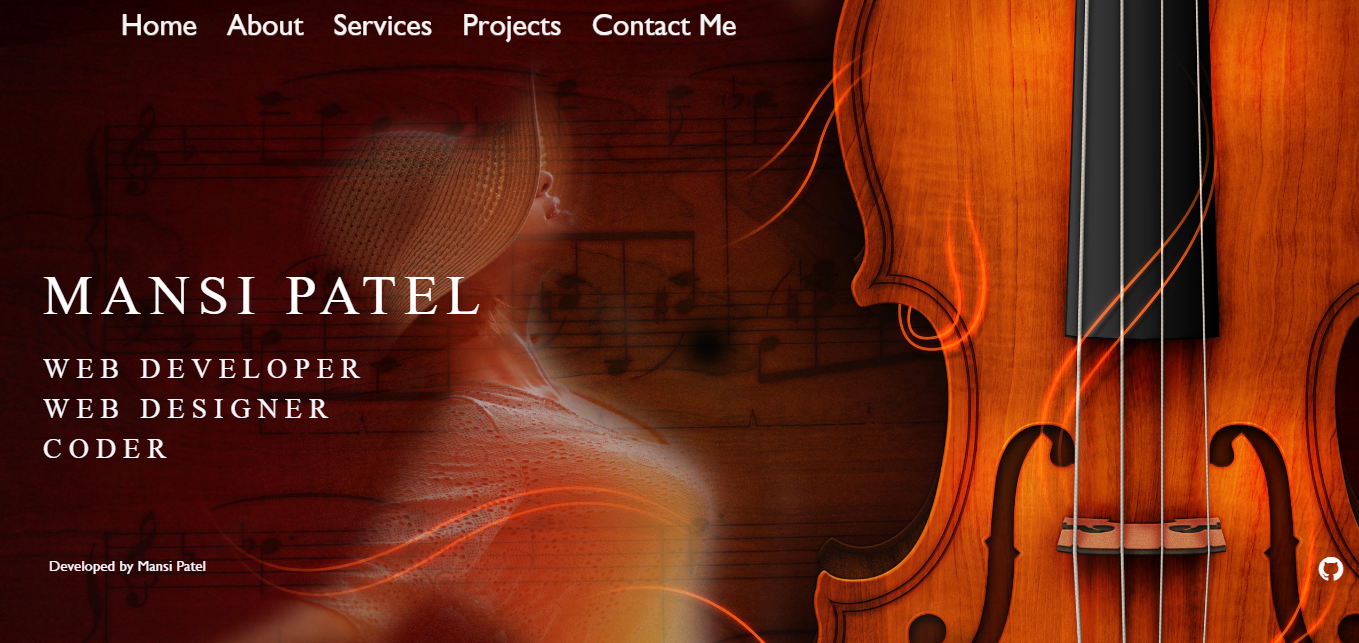 Home About Services Projects Contact Me
MANSI PATEL
WEB DEVELOPER
WEB DESIGNER
CODER
Developed by Mansi Patel